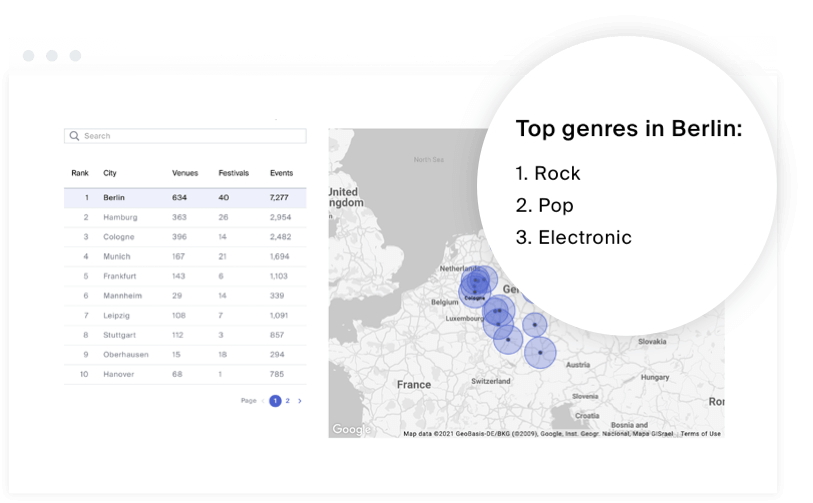 Top genres in Berlin:
1. Rock
2. Pop
3. Electronic
Search
Rank City Venues Festivals Events
1 Berlin 634 40 7,277
2 Hamburg 363 26 2,954
3 Cologne 396 14 2,482
4 Munich 167 21 1,694
5 Frankfurt 143 6 1,103
6 Mannheim 29 14 339
7 Leipzig 108 7 1,091
8 Stuttgart 112 3 857
9 Oberhausen 15 18 294
10 Hanover 68 1 785
Page < 1 2 >
North Sea
United
ngdom
Netherlands
Cologne
Ge
Belgium
Luxembourg
Slovakia
Austria
France
Switzerland
Hungary
Slovenia
Ro
Croatia
Bosnia and
Google
Map data ©2021 GeoBasis-DE/BKG (©2009), Google, Inst. Geogr. Nacional, Mapa GISrael Terms of Use